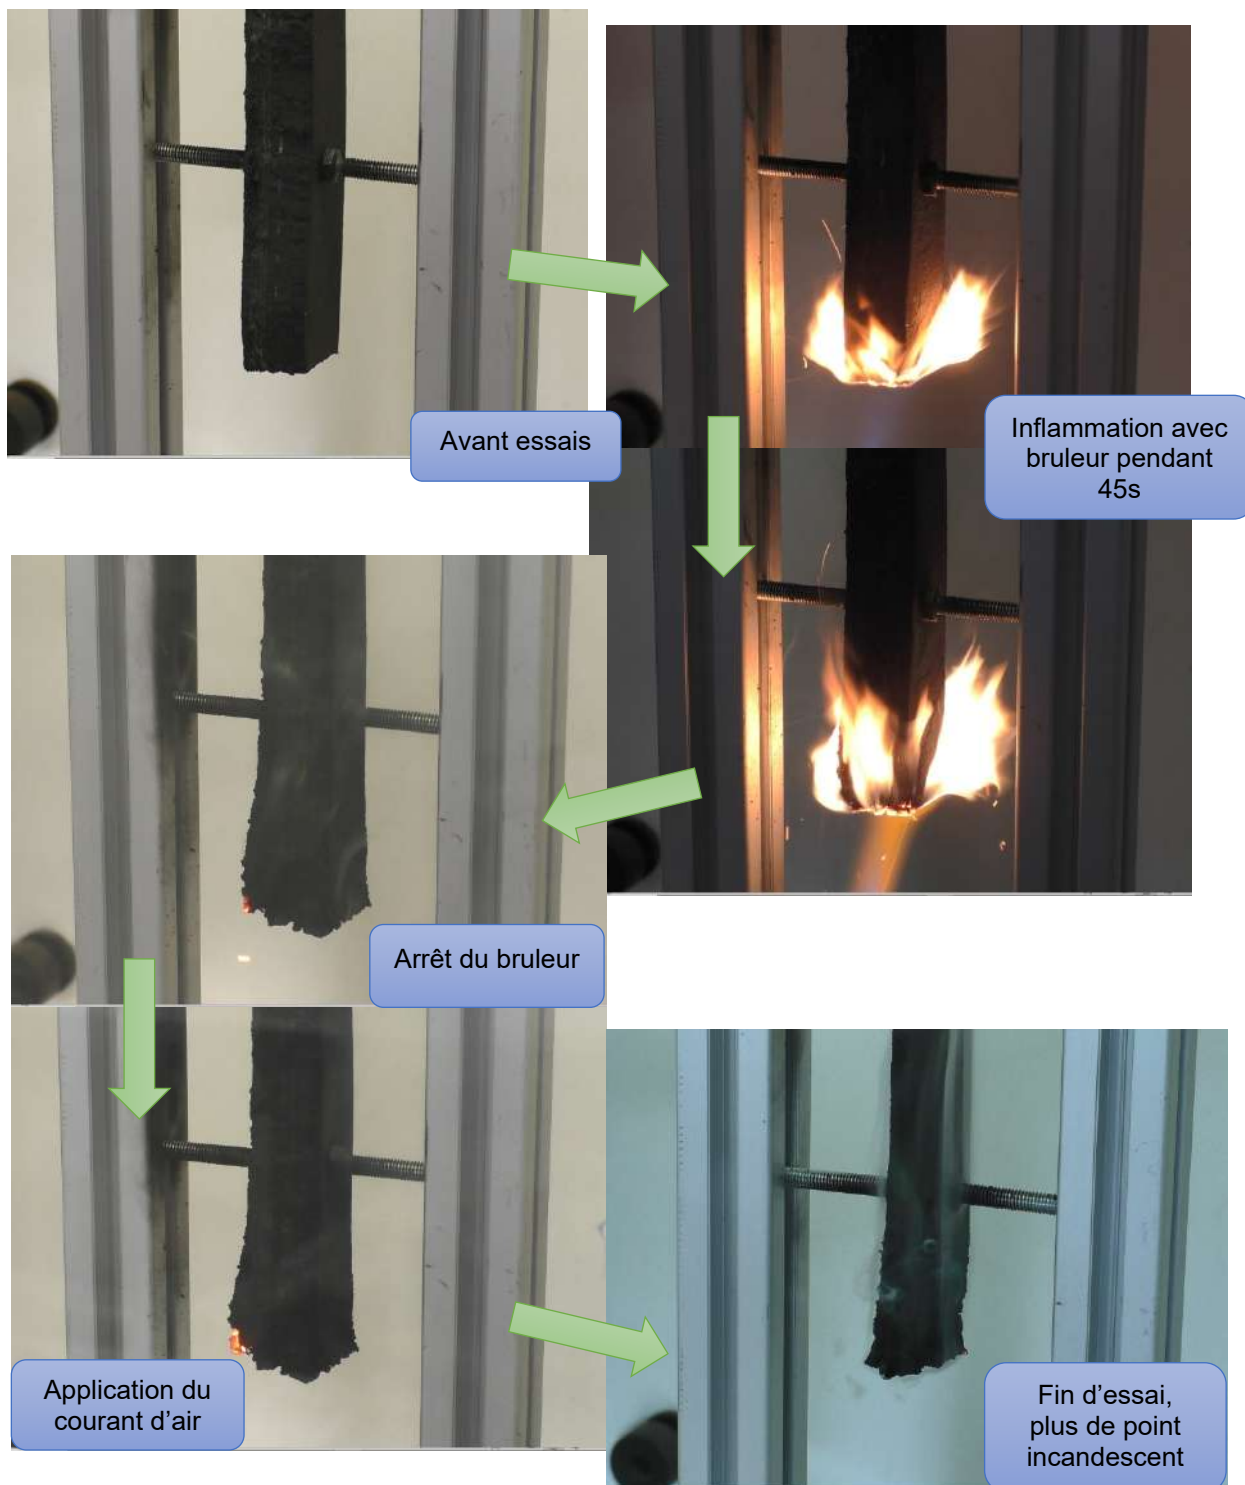 Avant essais
Inflammation avec
bruleur pendant
45s
Arrêt du bruleur
Application du
courant d'air
Fin d'essai,
plus de point
incandescent